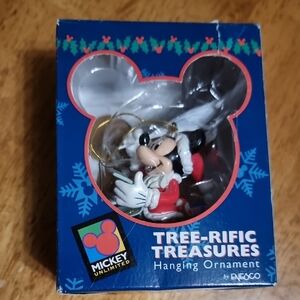 TREE-RIFIC
TREASURES
Hanging Ornament
by ENESCO
MICKEY
UNLIMITED